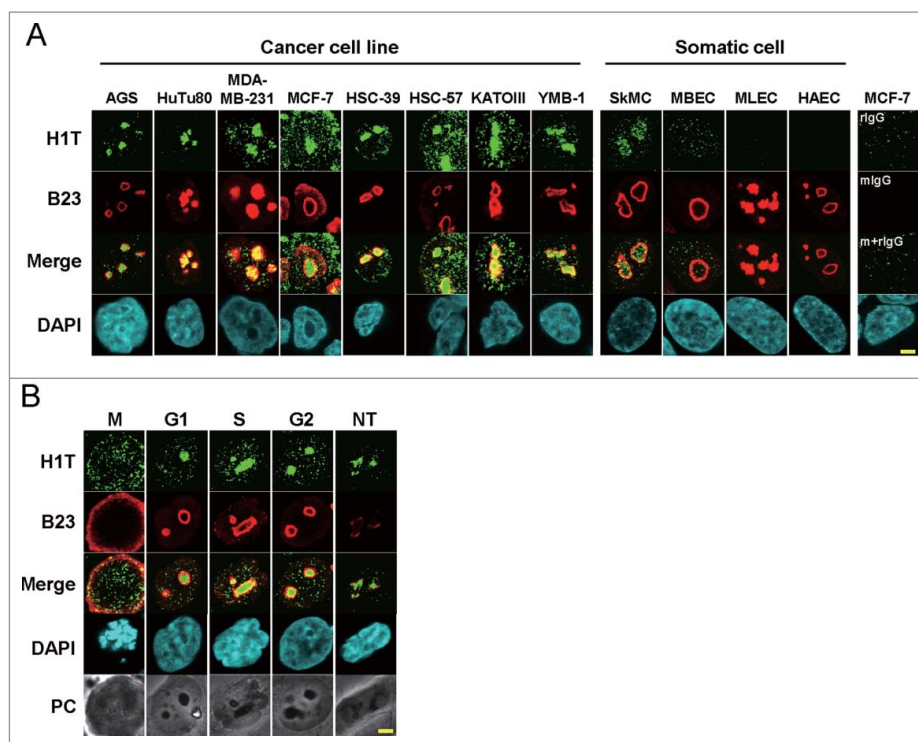 A
Cancer cell line
Somatic cell
AGS HuTu80 MDA-MB-231 MCF-7 HSC-39 HSC-57 KATOIII YMB-1 SkMC MBEC MLEC HAEC MCF-7
H1T rIgG
B23 mIgG
Merge m+rIgG
DAPI
B
M G1 S G2 NT
H1T
B23
Merge
DAPI
PC